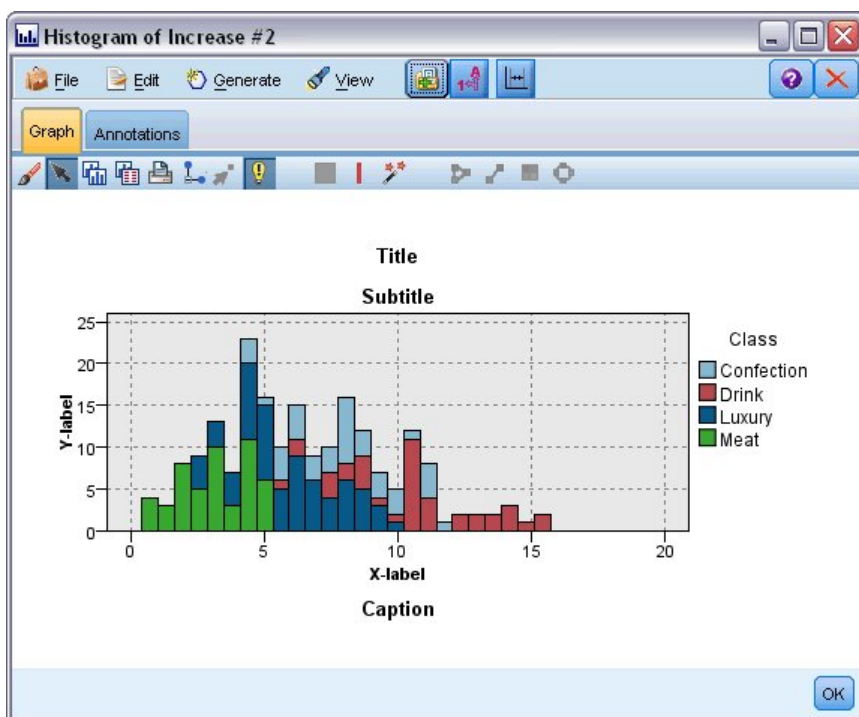 Histogram of Increase #2
File Edit Generate View
Graph Annotations
Title
Subtitle
25
20
15
10
5
0
Y-label
0 5 10 15 20
X-label
Caption
Class
Confection
Drink
Luxury
Meat
OK